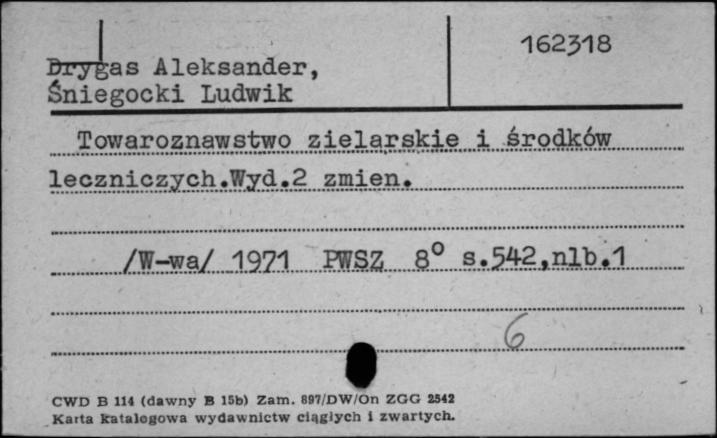 162318
Drygas Aleksander,
Śniegocki Ludwik
Towaroznawstwo zielarskie i środków
leczniczych.Wyd.2 zmien.
/W-wa/ 1971 PWSZ 8° s.542,nlb.1
6
CWD B 114 (dawny B 15b) Zam. 897/DW/On ZGG 2542
Karta katalogowa wydawnictw ciągłych i zwartych.